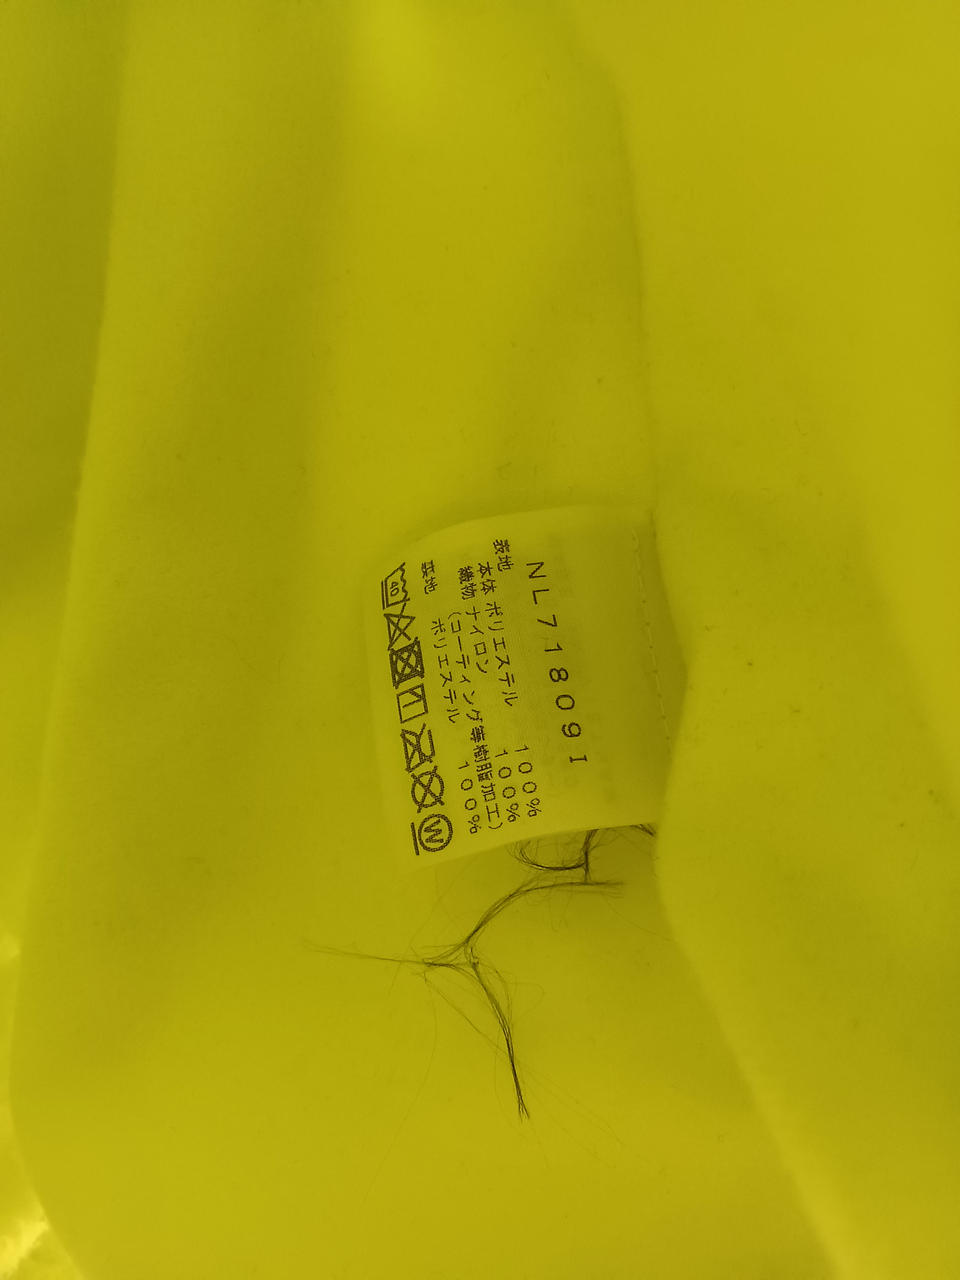 NL71809I
表地
本体 ポリエステル 100%
織物 ナイロン 100%
(コーティング等樹脂加工)
裏地
ポリエステル 100%
40
W